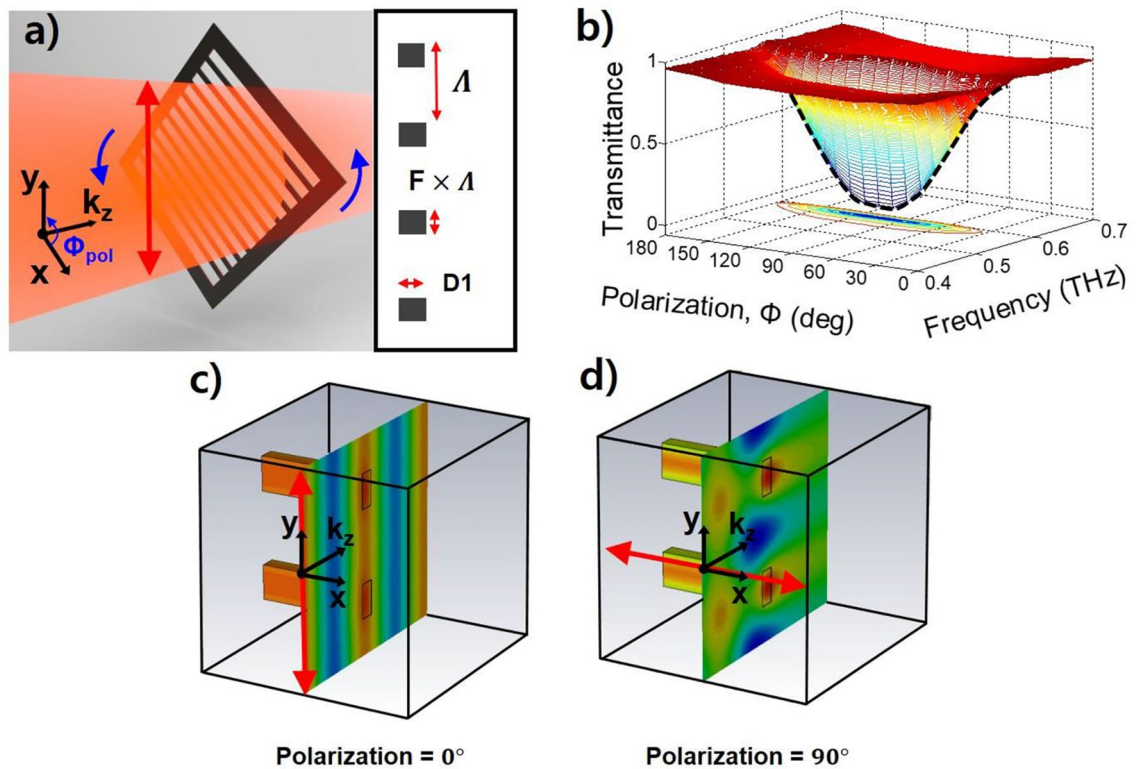 a)
Λ
F × Λ
D1
y
k_z
Φ_pol
x
b)
Transmittance
1
0.5
0
180
150
120
90
60
30
0
0.4
0.5
0.6
0.7
Polarization, Φ (deg)
Frequency (THz)
c)
y
k_z
x
Polarization = 0°
d)
y
k_z
x
Polarization = 90°